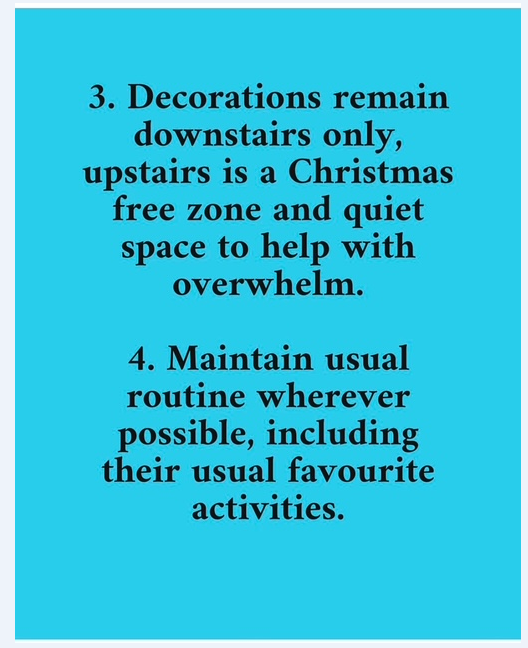 3. Decorations remain
downstairs only,
upstairs is a Christmas
free zone and quiet
space to help with
overwhelm.
4. Maintain usual
routine wherever
possible, including
their usual favourite
activities.